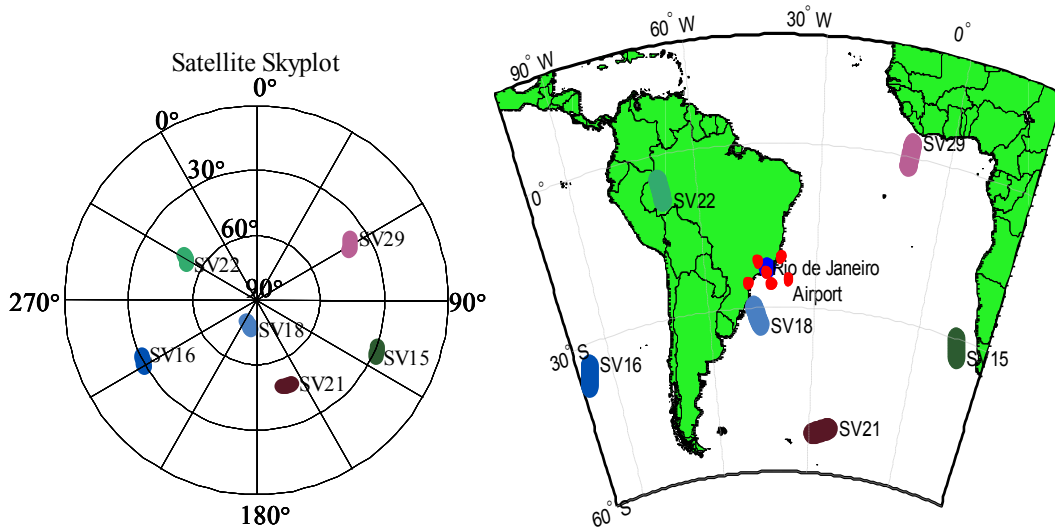 Satellite Skyplot
0°
0°
30°
60°
90°
270°
90°
180°
SV29
SV22
SV18
SV16
SV15
SV21
90° W
60° W
30° W
0°
0°
30° S
60° S
SV29
SV22
Rio de Janeiro
Airport
SV18
SV16
SV15
SV21